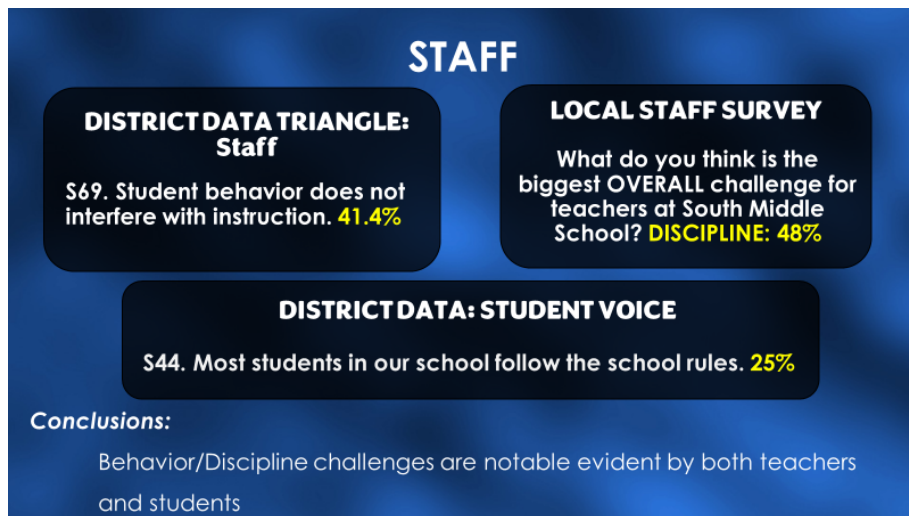 STAFF
DISTRICT DATA TRIANGLE:
Staff
S69. Student behavior does not
interfere with instruction. 41.4%
LOCAL STAFF SURVEY
What do you think is the
biggest OVERALL challenge for
teachers at South Middle
School? DISCIPLINE: 48%
DISTRICT DATA: STUDENT VOICE
S44. Most students in our school follow the school rules. 25%
Conclusions:
Behavior/Discipline challenges are notable evident by both teachers
and students